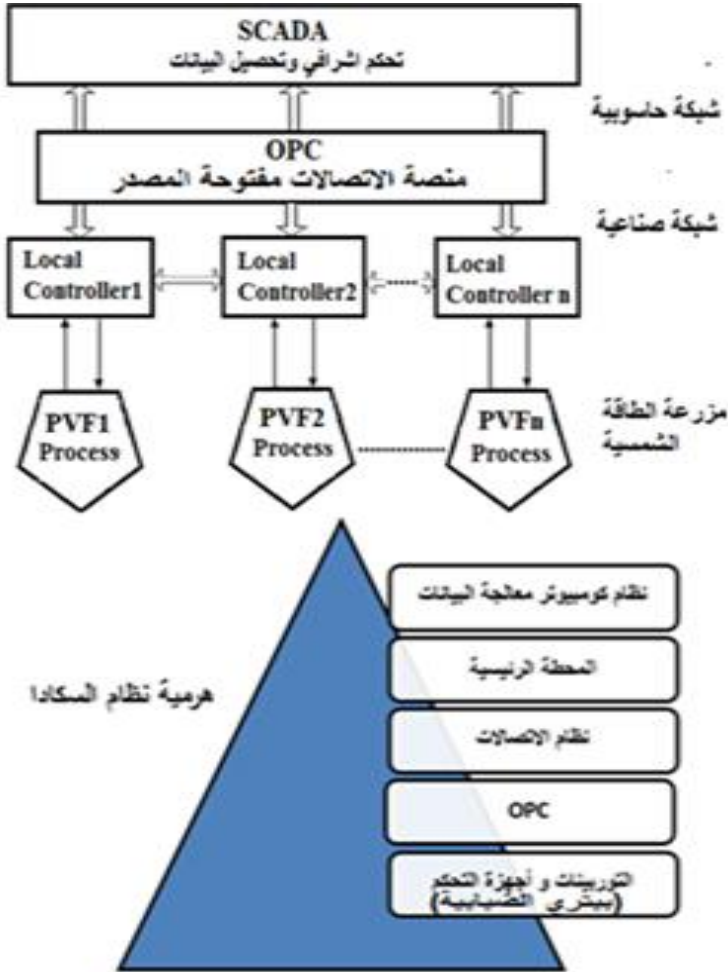 SCADA
تحكم اشرافي وتحصيل البيانات
شبكة حاسوبية
OPC
منصة الاتصالات مفتوحة المصدر
شبكة صناعية
Local
Controller1
Local
Controller2
Local
Controller n
PVF1
Process
PVF2
Process
PVFn
Process
مزرعة الطاقة
الشمسية
نظام كومبيوتر معالجة البيانات
المحطة الرئيسية
هرمية نظام السكادا
نظام الاتصالات
OPC
التوربينات و أجهزة التحكم
(بيتري الضبابية)